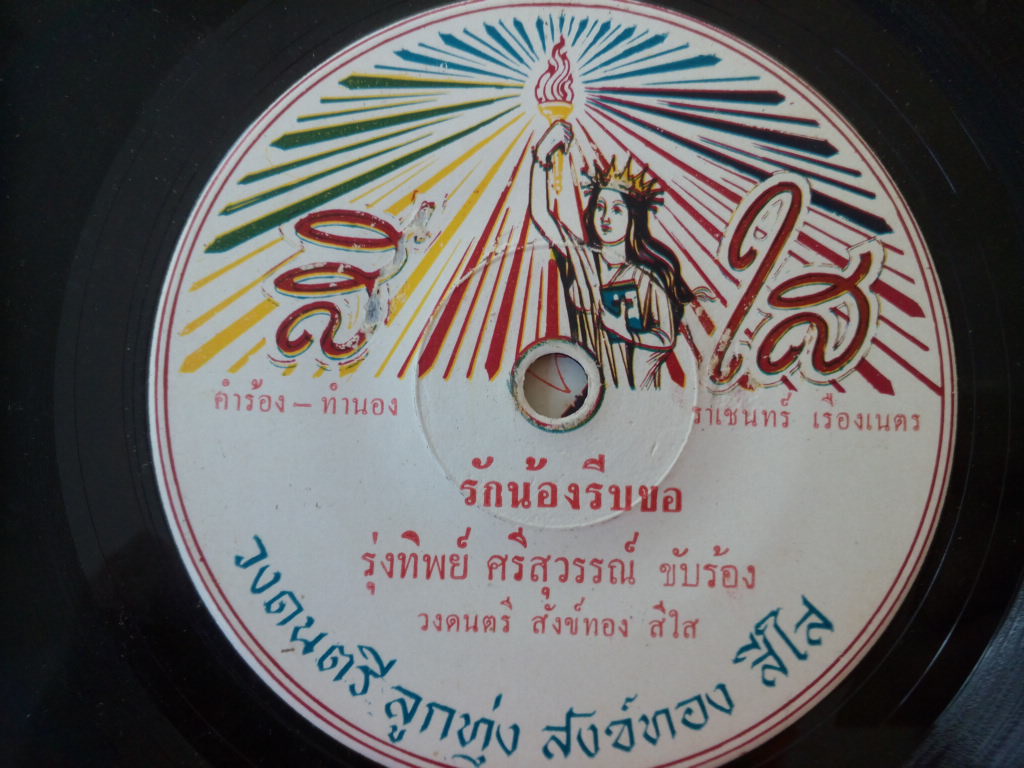 สี ใส
คำร้อง – ทำนอง ราเชนทร์ เรืองเนตร
รักน้องรีบขอ
รุ่งทิพย์ ศรีสุวรรณ์ ขับร้อง
วงดนตรี สังข์ทอง สีใส
วงดนตรีลูกทุ่ง สังข์ทอง สีใส